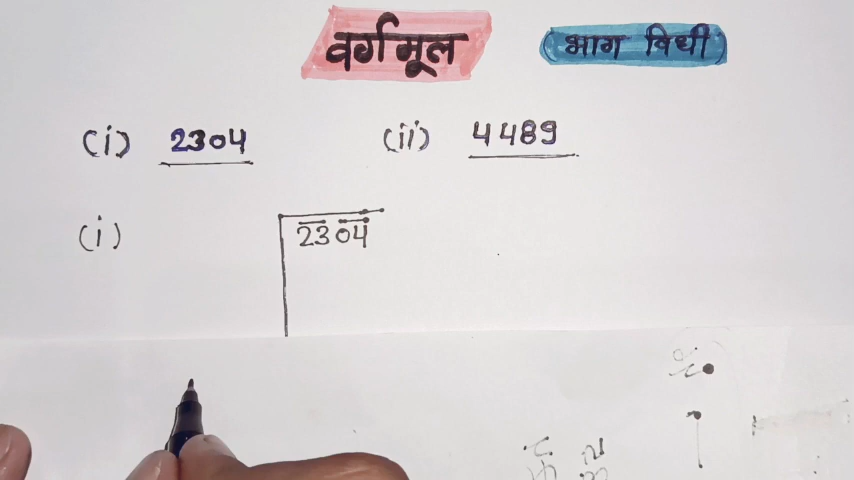 वर्गमूल (भाग विधी)
(i) 2304 (ii) 4489
(i) 2304